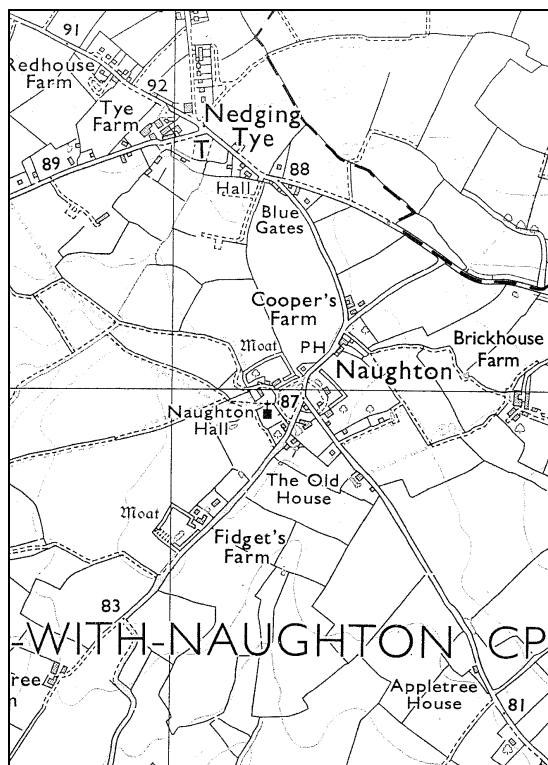 91
Redhouse
Farm
92
Tye
Farm
Nedging
Tye
T
89
88
Hall
Blue
Gates
Cooper's
Farm
Moat
PH
Brickhouse
Farm
Naughton
87
Naughton
Hall
The Old
House
Moat
Fidget's
Farm
83
-WITH-NAUGHTON CP
ree
Appletree
House
81